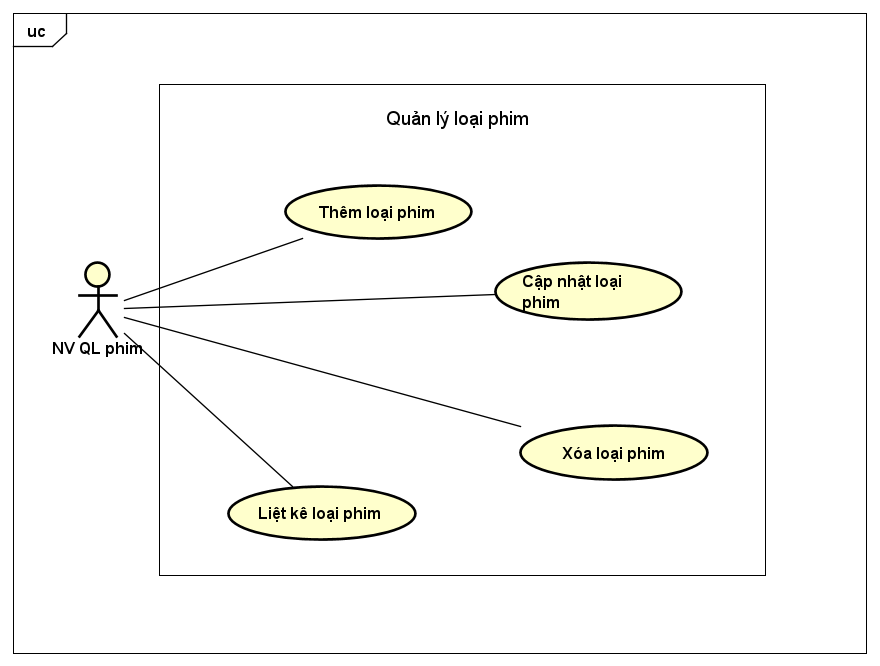 uc
Quản lý loại phim
Thêm loại phim
Cập nhật loại
phim
NV QL phim
Xóa loại phim
Liệt kê loại phim